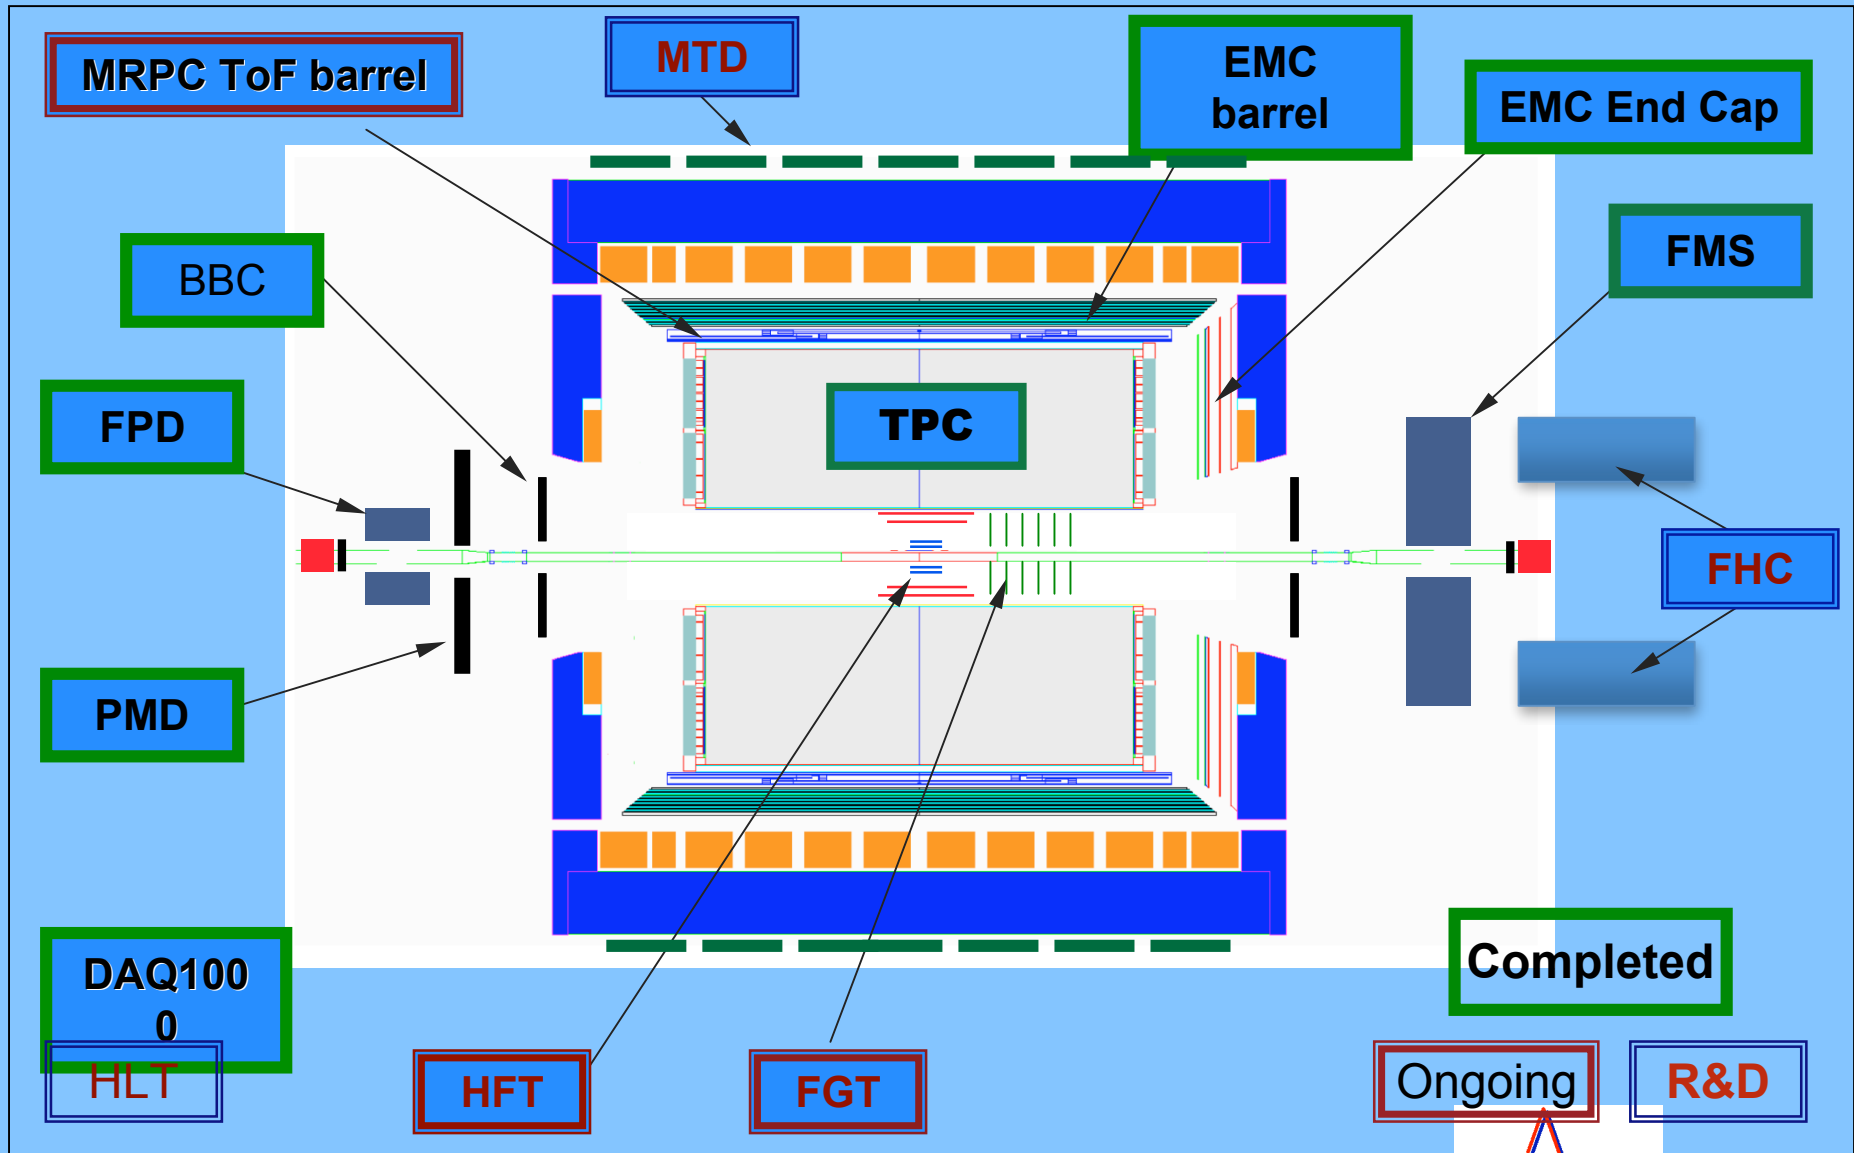 MRPC ToF barrel
MTD
EMC
barrel
EMC End Cap
BBC
FMS
FPD
TPC
FHC
PMD
DAQ100
0
Completed
HLT
HFT
FGT
Ongoing
R&D